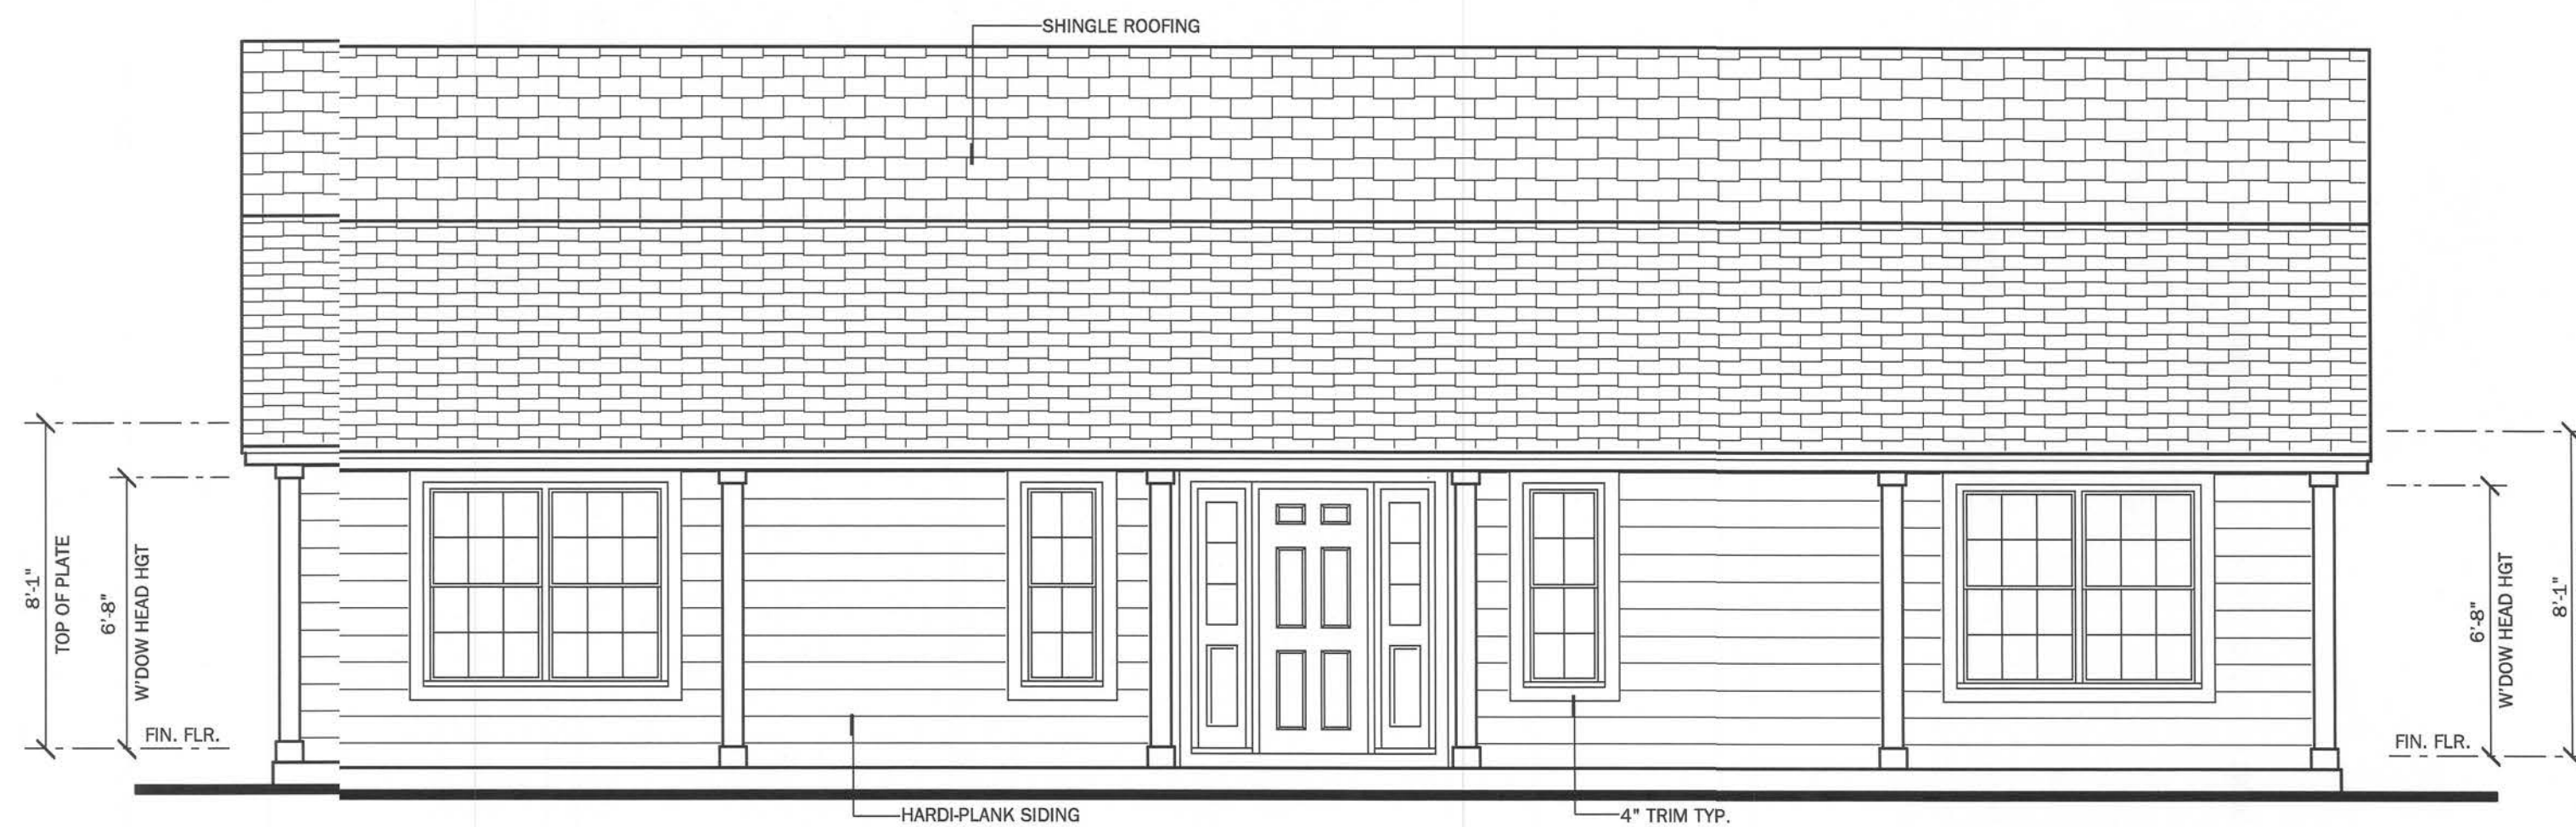 SHINGLE ROOFING
8'-1"
TOP OF PLATE
6'-8"
W'DOW HEAD HGT
FIN. FLR.
6'-8"
W'DOW HEAD HGT
8'-1"
FIN. FLR.
HARDI-PLANK SIDING
4" TRIM TYP.